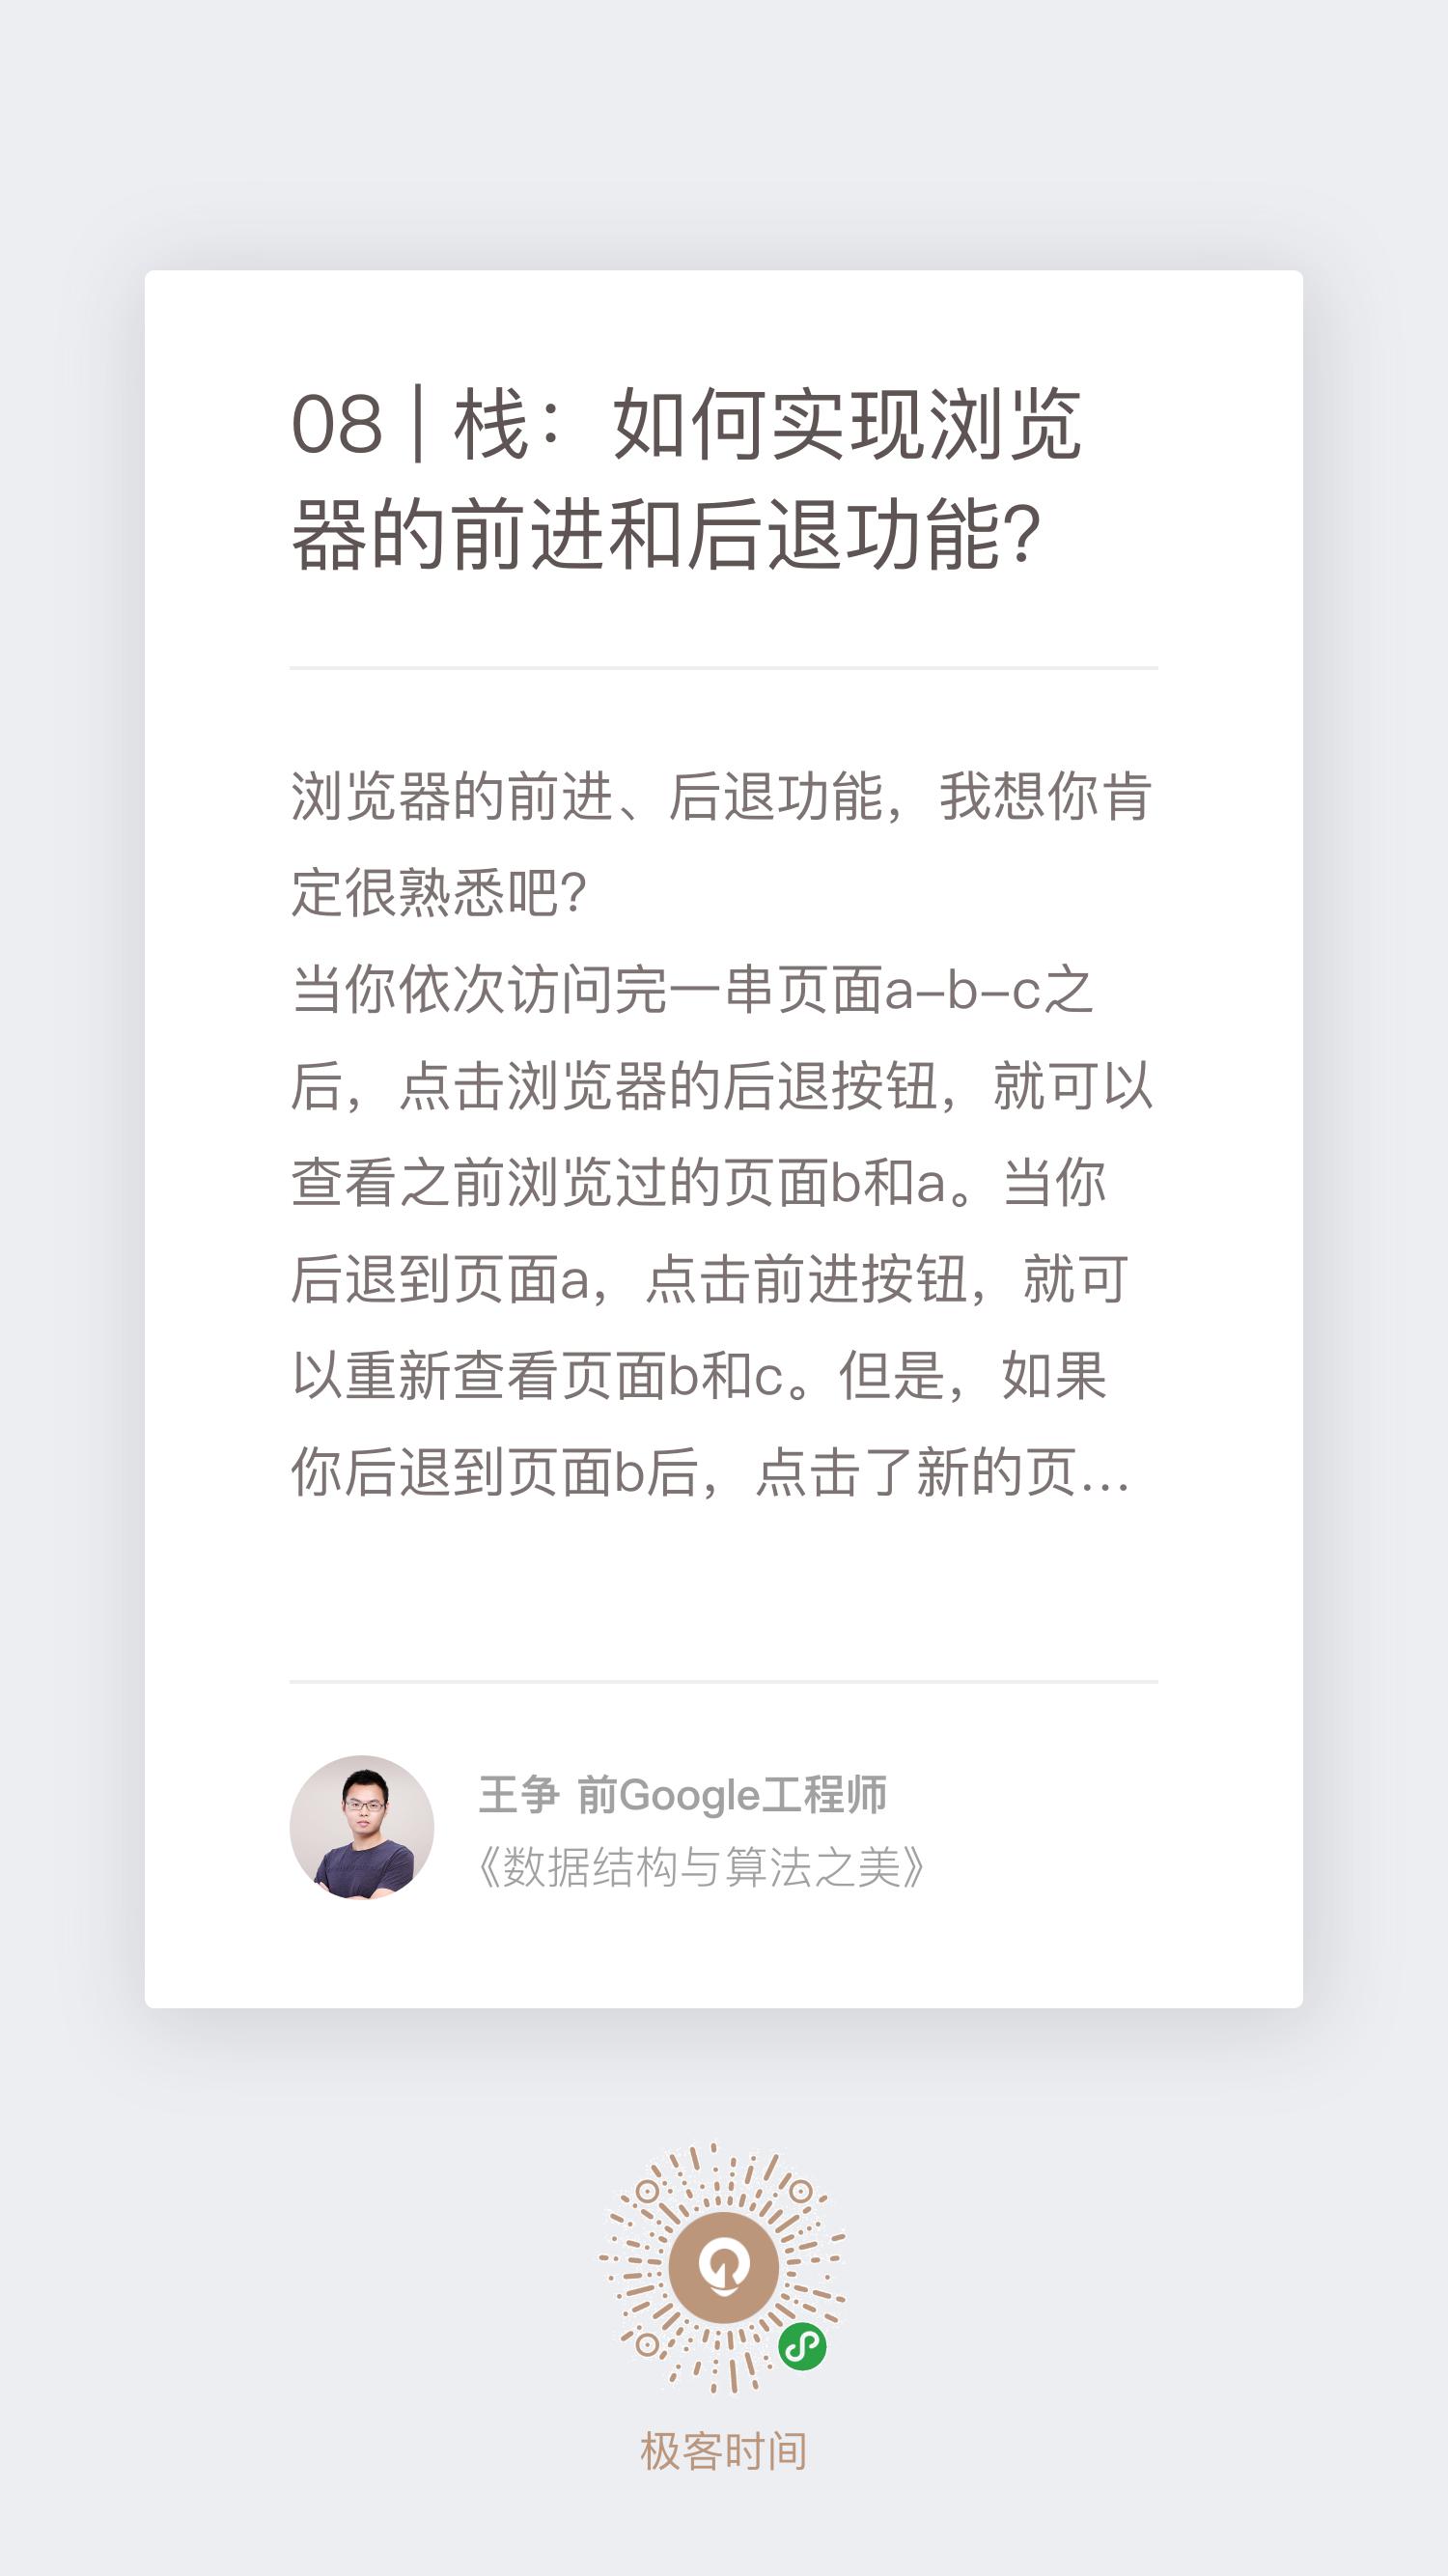 08 | 栈：如何实现浏览
器的前进和后退功能？
浏览器的前进、后退功能，我想你肯
定很熟悉吧？
当你依次访问完一串页面a-b-c之
后，点击浏览器的后退按钮，就可以
查看之前浏览过的页面b和a。当你
后退到页面a，点击前进按钮，就可
以重新查看页面b和c。但是，如果
你后退到页面b后，点击了新的页...
王争 前Google工程师
《数据结构与算法之美》
极客时间